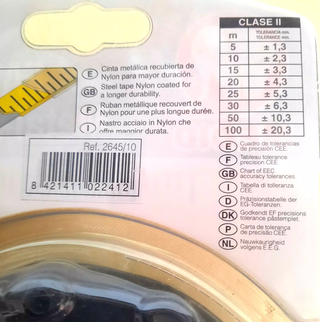 CLASE II
m TOLERANCIA mm. TOLERANCE mm.
5 ± 1,3
10 ± 2,3
15 ± 3,3
20 ± 4,3
25 ± 5,3
30 ± 6,3
50 ± 10,3
100 ± 20,3
E Cinta metálica recubierta de
Nylon para mayor duración.
GB Steel tape Nylon coated for
a longer durability.
F Ruban metállique recouvert de
Nylon pour une plus longue durée.
I Nastro acciaio in Nylon che
offre maggior durata.
Ref. 2645/10
8 421411 022412
E Cuadro de tolerancias
de precisión CEE.
F Tableau tolerance
precision CEE.
GB Chart of EEC
accuracy tolerances
I Tabella di tolleranza
CEE.
D Präzisionstabelle der
EG-Toleranzen.
DK Godkendt EF precisions
tolerance påstemplet.
P Carta de tolerança
de precisão CEE.
NL Nauwkeurigheid
volgens E.E.G.